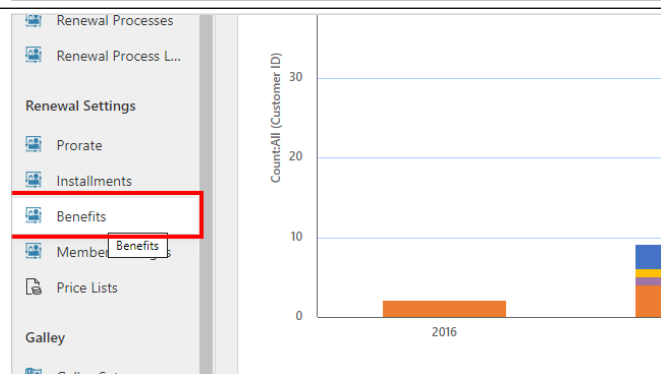 Renewal Processes
Renewal Process L...
Renewal Settings
Prorate
Installments
Benefits
Benefits
Member
s
Price Lists
Galley
Count:All (Customer ID)
30
20
10
0
2016